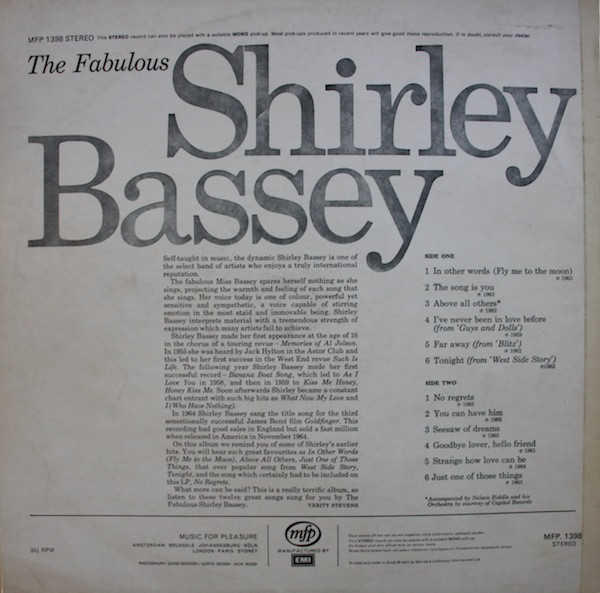 MFP 1398 STEREO This STEREO record can also be played with a suitable MONO pick-up. Most pick-ups produced in recent years will give good mono reproduction. If in doubt, consult your dealer.
The Fabulous
Shirley
Bassey
Self-taught in music, the dynamic Shirley Bassey is one of
the select band of artists who enjoys a truly international
reputation.
The fabulous Miss Bassey spares herself nothing as she
sings, projecting the warmth and feeling of each song that
she sings. Her voice today is one of colour, powerful yet
sensitive and sympathetic, a voice capable of stirring
emotion in the most staid and immovable being. Shirley
Bassey interprets material with a tremendous strength of
expression which many artists fail to achieve.
Shirley Bassey made her first appearance at the age of 16
in the chorus of a touring revue - Memories of Al Jolson.
In 1955 she was heard by Jack Hylton in the Astor Club and
this led to her first success in the West End revue Such Is
Life. The following year Shirley Bassey made her first
successful record - Banana Boat Song, which led to As I
Love You in 1958, and then in 1959 to Kiss Me Honey,
Honey Kiss Me. Soon afterwards Shirley became a constant
chart entrant with such big hits as What Now My Love and
I (Who Have Nothing).
In 1964 Shirley Bassey sang the title song for the third
sensationally successful James Bond film Goldfinger. This
recording had good sales in England but sold a fast million
when released in America in November 1964.
On this album we remind you of some of Shirley's earlier
hits. You will hear such great favourites as In Other Words
(Fly Me to the Moon), Above All Others, Just One of Those
Things, that ever popular song from West Side Story,
Tonight, and the song which certainly had to be included on
this LP, No Regrets.
What more can be said? This is a really terrific album, so
listen to these twelve great songs sung for you by The
Fabulous Shirley Bassey. VERITY STEVENS
SIDE ONE
1 In other words (Fly me to the moon)
℗ 1963
2 The song is you
℗ 1962
3 Above all others*
℗ 1962
4 I've never been in love before
(from 'Guys and Dolls')
℗ 1959
5 Far away (from 'Blitz')
℗ 1962
6 Tonight (from 'West Side Story')
℗1962
SIDE TWO
1 No regrets
℗ 1965
2 You can have him
℗ 1965
3 Seesaw of dreams
℗ 1965
4 Goodbye lover, hello friend
5 Strange how love can be
℗ 1964
6 Just one of those things
℗ 1963
*Accompanied by Nelson Riddle and his
Orchestra by courtesy of Capitol Records
MUSIC FOR PLEASURE
AMSTERDAM·BRUSSELS·JOHANNESBURG·KÖLN
LONDON·PARIS·SYDNEY
33⅓ RPM
mfp
MANUFACTURED BY
EMI
MFP. 1398
STEREO